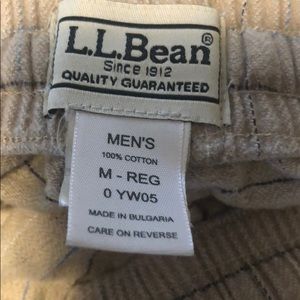 L.L.Bean®
Since 1912
QUALITY GUARANTEED
MEN'S
100% COTTON
M - REG
0 YW05
MADE IN BULGARIA
CARE ON REVERSE